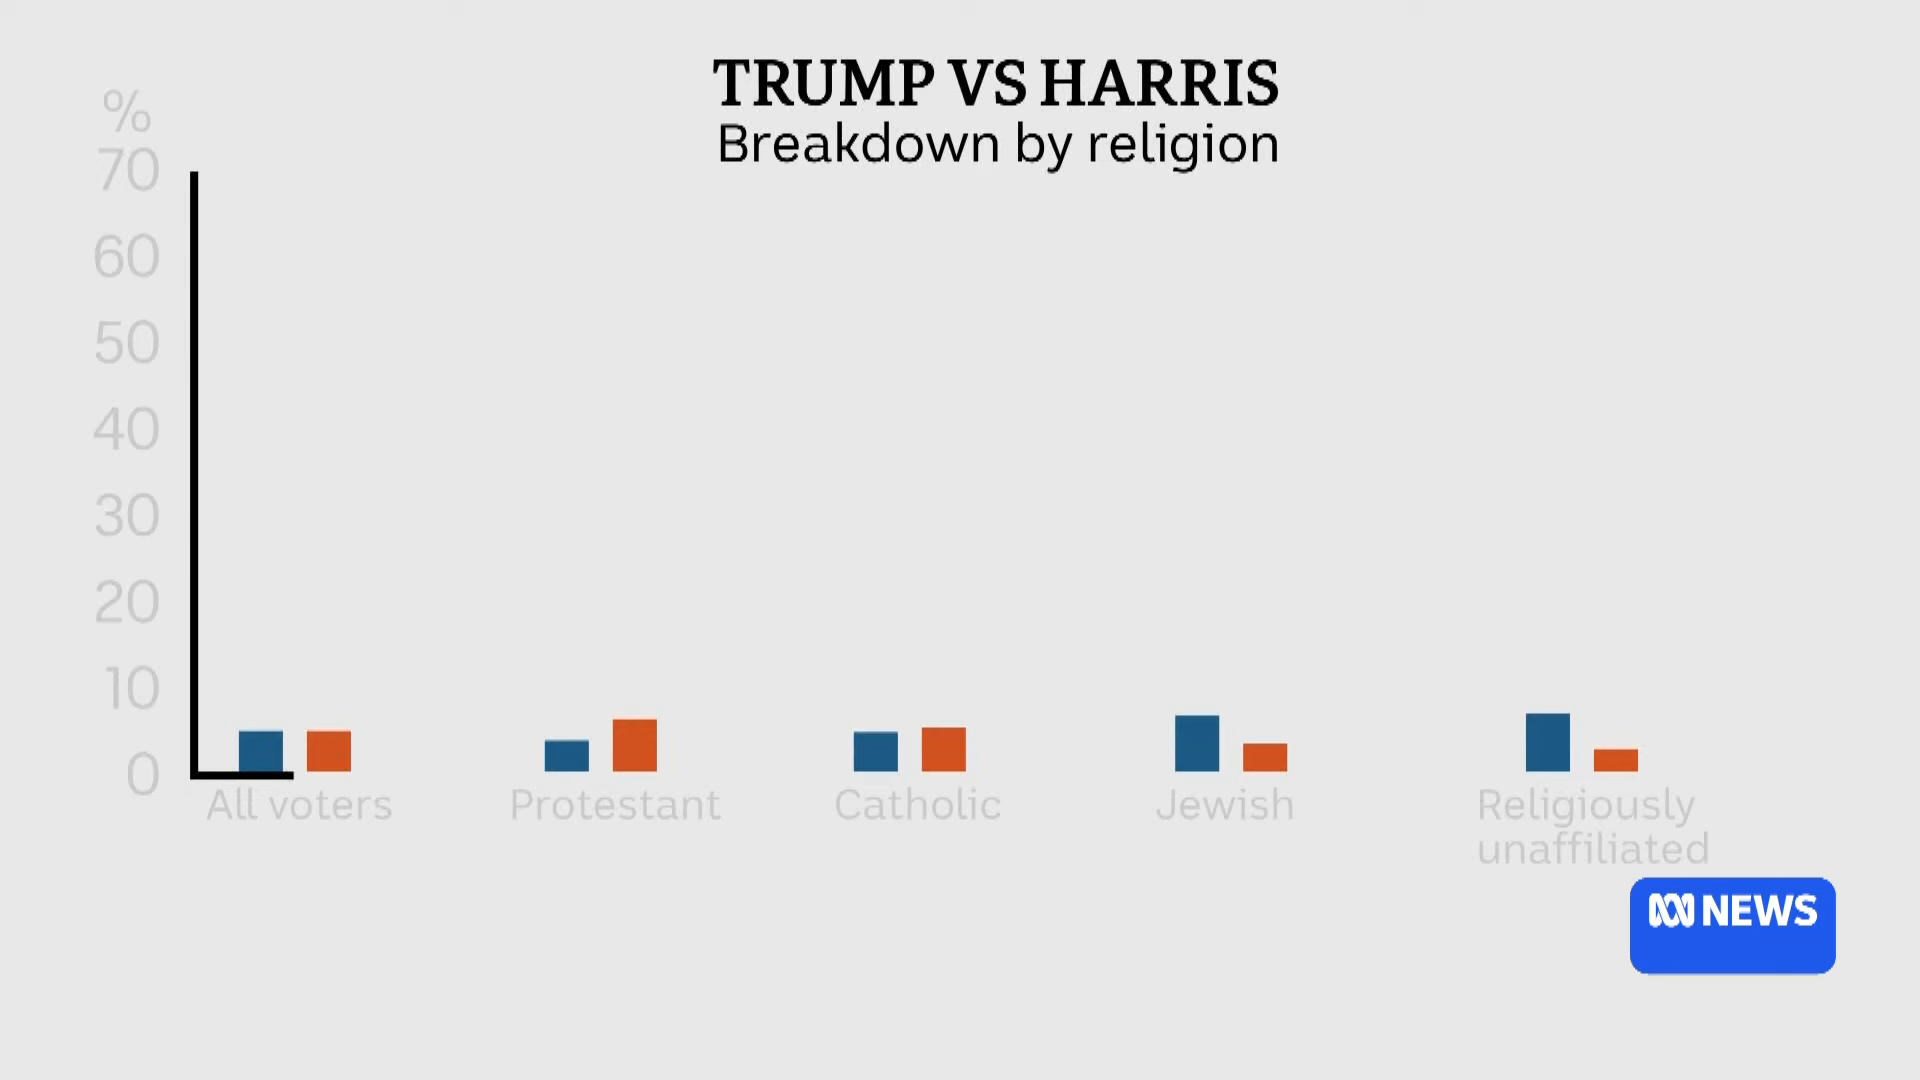 TRUMP VS HARRIS
Breakdown by religion
%
70
60
50
40
30
20
10
0
All voters
Protestant
Catholic
Jewish
Religiously
unaffiliated
NEWS